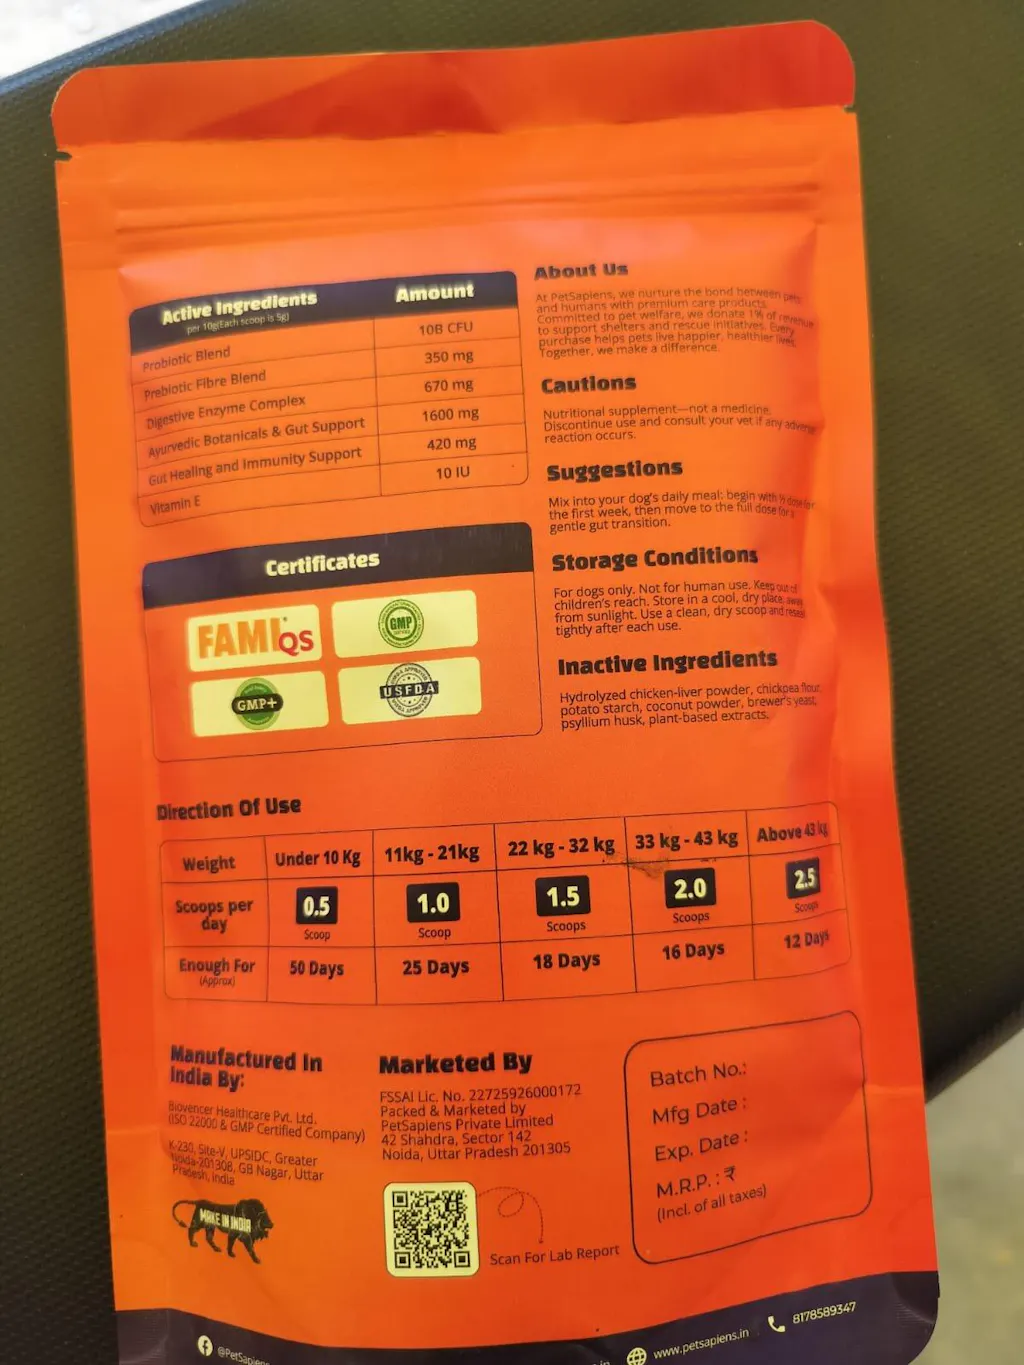 Active Ingredients
per 10g(Each scoop is 5g)
Amount
Probiotic Blend
10B CFU
Prebiotic Fibre Blend
350 mg
Digestive Enzyme Complex
670 mg
Ayurvedic Botanicals & Gut Support
1600 mg
Gut Healing and Immunity Support
420 mg
Vitamin E
10 IU
Certificates
FAMI QS
GMP
GMP+
USFDA
About Us
At PetSapiens, we nurture the bond between pets
and humans with premium care products.
Committed to pet welfare, we donate 1% of revenue
to support shelters and rescue initiatives. Every
purchase helps pets live happier, healthier lives.
Together, we make a difference.
Cautions
Nutritional supplement—not a medicine.
Discontinue use and consult your vet if any adverse
reaction occurs.
Suggestions
Mix into your dog's daily meal: begin with ½ dose for
the first week, then move to the full dose for a
gentle gut transition.
Storage Conditions
For dogs only. Not for human use. Keep out of
children's reach. Store in a cool, dry place, away
from sunlight. Use a clean, dry scoop and reseal
tightly after each use.
Inactive Ingredients
Hydrolyzed chicken-liver powder, chickpea flour,
potato starch, coconut powder, brewer's yeast,
psyllium husk, plant-based extracts.
Direction Of Use
Weight
Under 10 Kg
11kg - 21kg
22 kg - 32 kg
33 kg - 43 kg
Above 43 kg
Scoops per
day
0.5
Scoop
1.0
Scoop
1.5
Scoops
2.0
Scoops
2.5
Scoops
Enough For
(Approx)
50 Days
25 Days
18 Days
16 Days
12 Days
Manufactured In
India By:
Biovencer Healthcare Pvt. Ltd.
(ISO 22000 & GMP Certified Company)
K-230, Site-V, UPSIDC, Greater
Noida-201308, GB Nagar, Uttar
Pradesh, India
MAKE IN INDIA
Marketed By
FSSAI Lic. No. 22725926000172
Packed & Marketed by
PetSapiens Private Limited
42 Shahdra, Sector 142
Noida, Uttar Pradesh 201305
Scan For Lab Report
Batch No.:
Mfg Date :
Exp. Date :
M.R.P. : ₹
(Incl. of all taxes)
@PetSapiens
www.petsapiens.in
8178589347